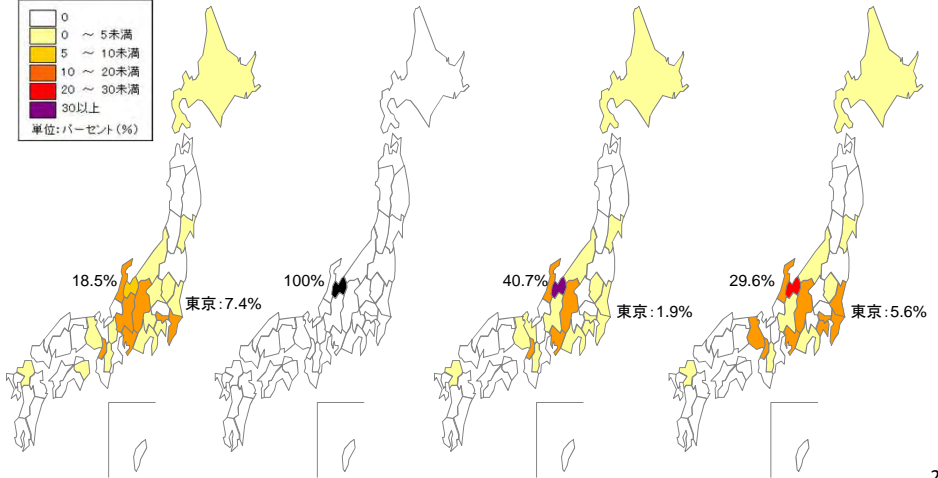 0
0 ～ 5未満
5 ～ 10未満
10 ～ 20未満
20 ～ 30未満
30以上
単位:パーセント(%)
18.5%
東京:7.4%
100%
40.7%
東京:1.9%
29.6%
東京:5.6%
2